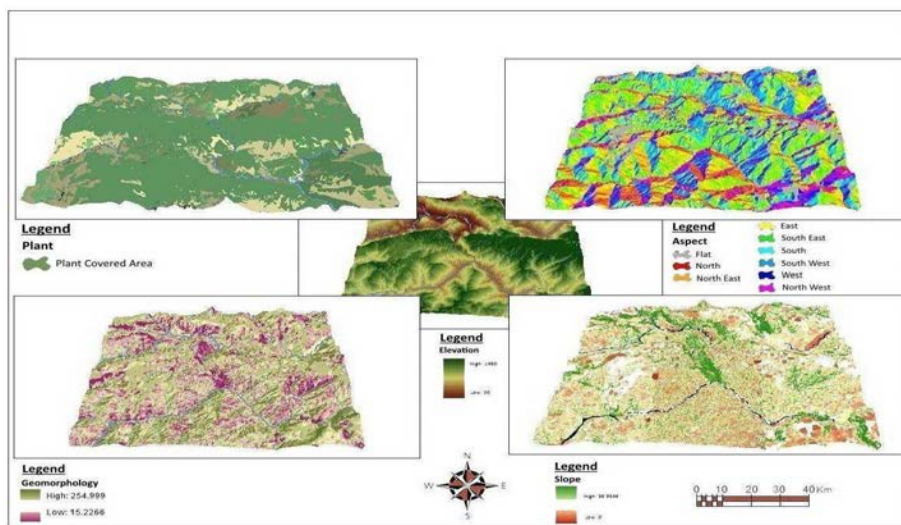 Legend
Plant
Plant Covered Area
Legend
Aspect
Flat
North
North East
East
South East
South
South West
West
North West
Legend
Elevation
Legend
Geomorphology
High: 254,999
Low: 15.2266
N
W E
S
Legend
Slope
0 10 20 30 40 Km